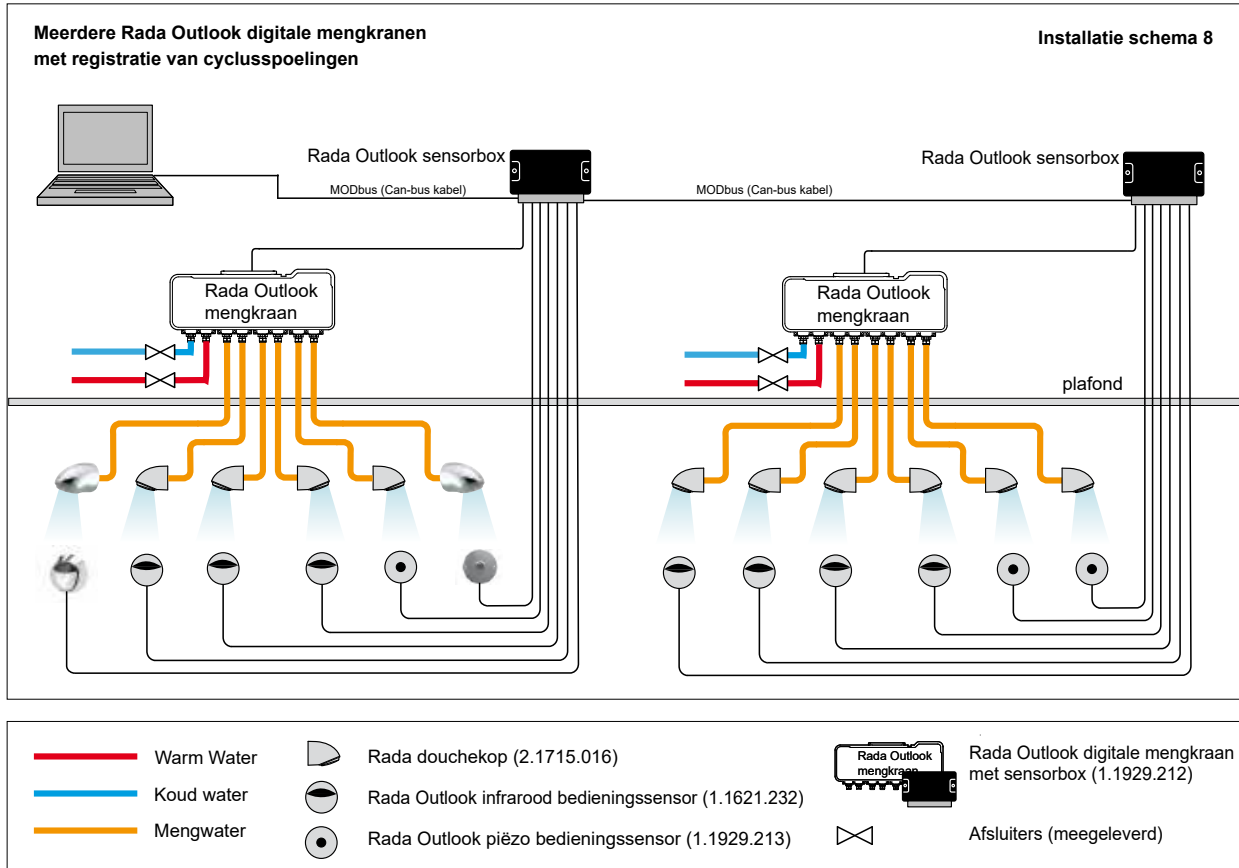 Meerdere Rada Outlook digitale mengkranen
met registratie van cyclusspoelingen
Installatie schema 8
Rada Outlook sensorbox
Rada Outlook sensorbox
MODbus (Can-bus kabel)
MODbus (Can-bus kabel)
Rada Outlook
mengkraan
Rada Outlook
mengkraan
plafond
Warm Water
Koud water
Mengwater
Rada douchekop (2.1715.016)
Rada Outlook infrarood bedieningssensor (1.1621.232)
Rada Outlook piëzo bedieningssensor (1.1929.213)
Rada Outlook
mengkraan
Rada Outlook digitale mengkraan
met sensorbox (1.1929.212)
Afsluiters (meegeleverd)